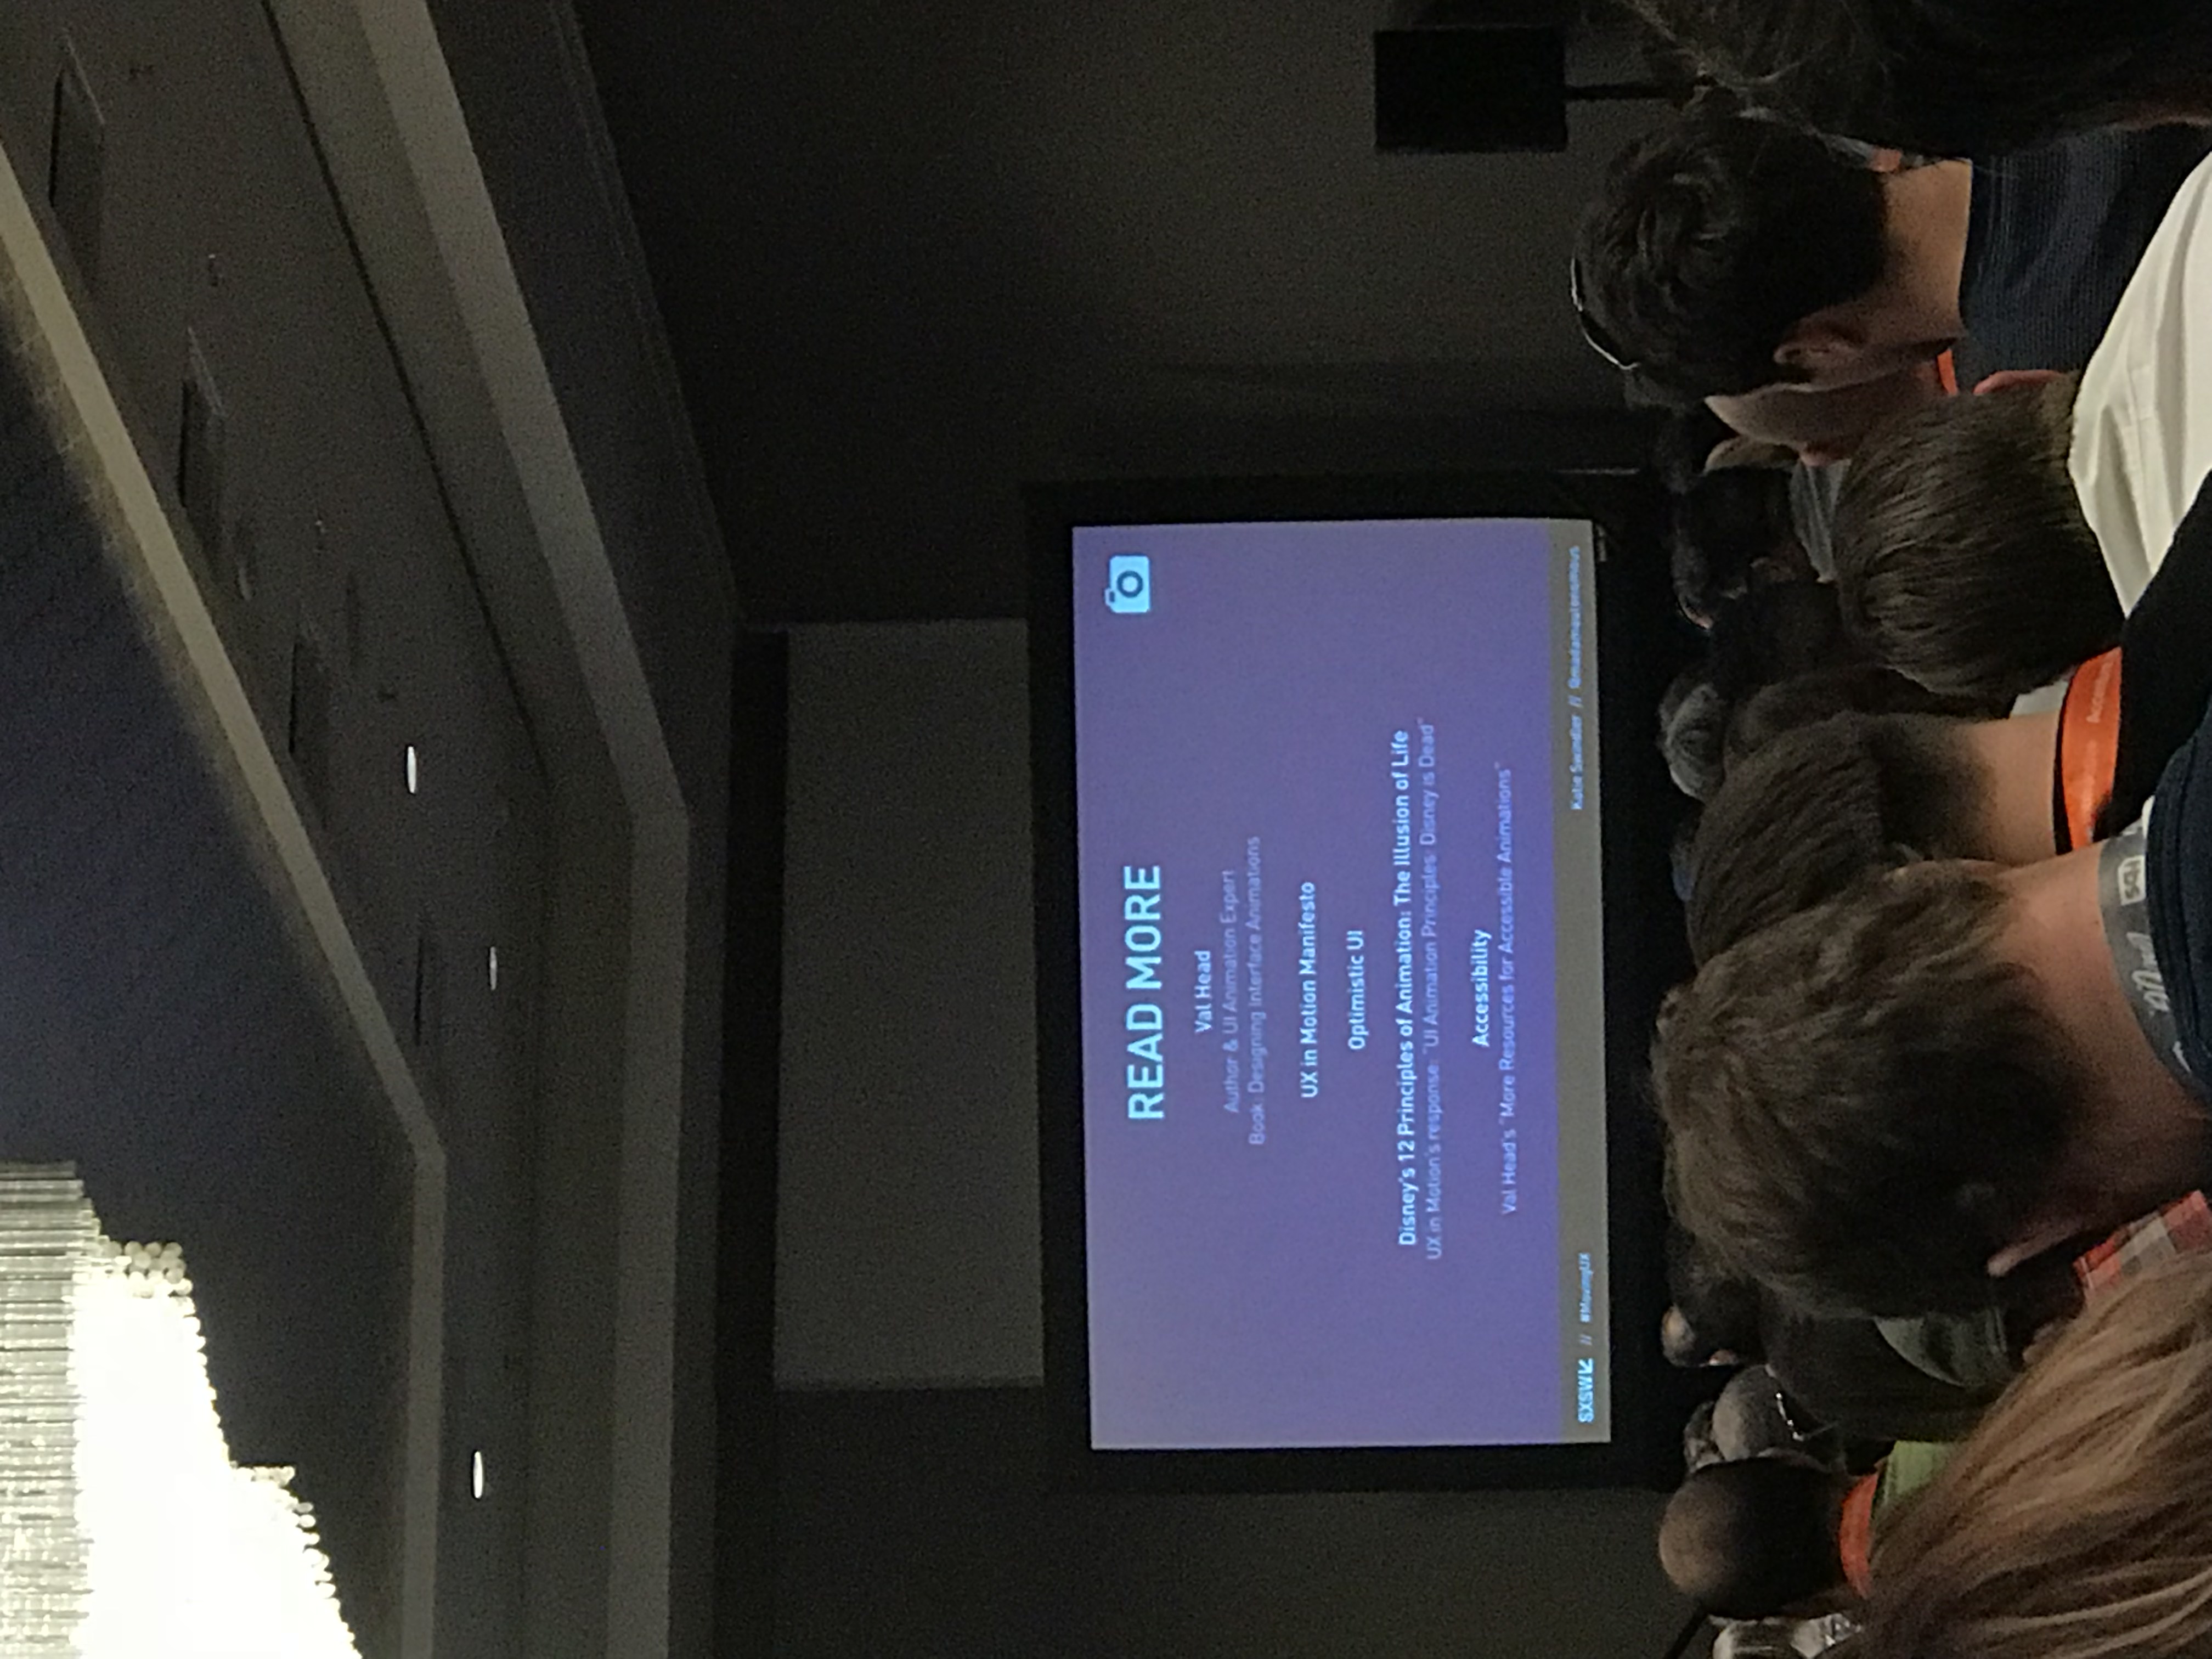 READ MORE
Val Head
Author & UI Animation Expert
Book: Designing Interface Animations
UX in Motion Manifesto
Optimistic UI
Disney's 12 Principles of Animation: The Illusion of Life
UX in Motion's response: "UI Animation Principles: Disney is Dead"
Accessibility
Val Head's "More Resources for Accessible Animations"
SXSW // #MovingUX
Katie Swindler // @madamautonomous